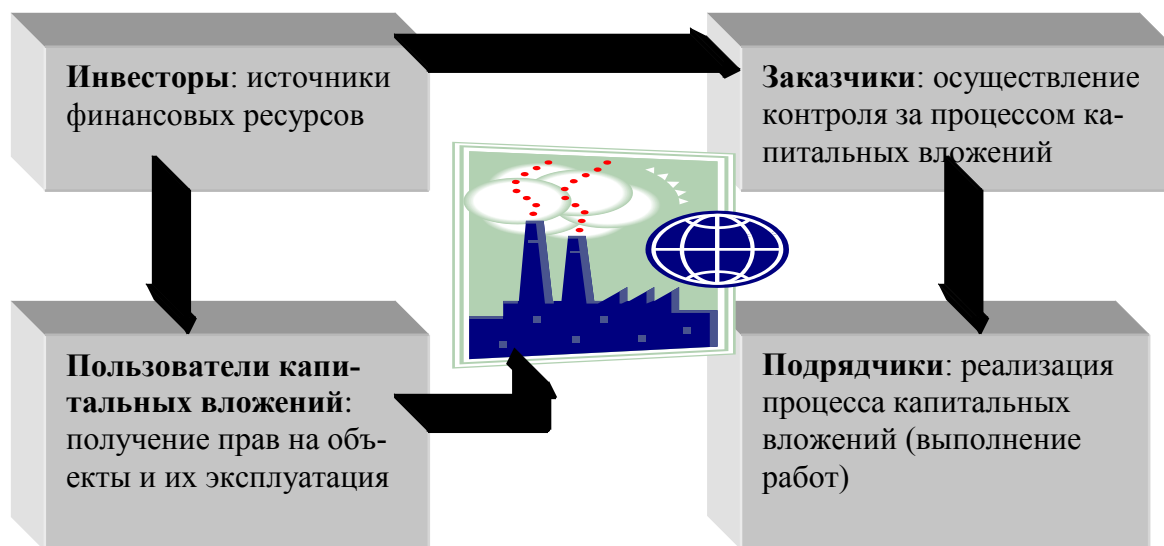 Инвесторы: источники
финансовых ресурсов
Заказчики: осуществление
контроля за процессом ка-
питальных вложений
Пользователи капи-
тальных вложений:
получение прав на объ-
екты и их эксплуатация
Подрядчики: реализация
процесса капитальных
вложений (выполнение
работ)